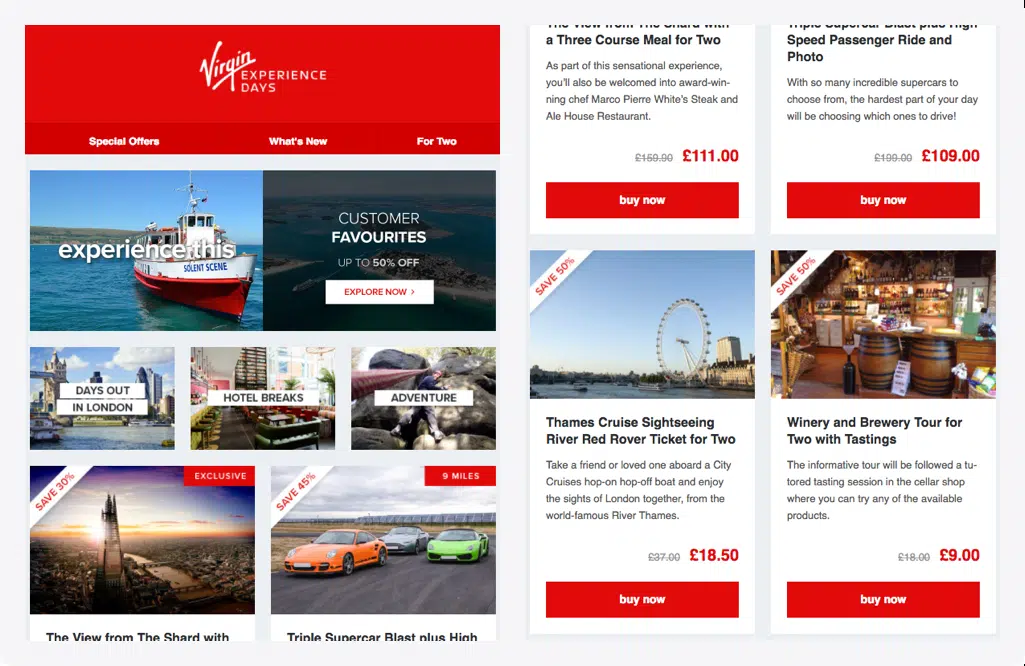 Virgin EXPERIENCE
DAYS
Special Offers What's New For Two
experience this
SOLENT SCENE
CUSTOMER
FAVOURITES
UP TO 50% OFF
EXPLORE NOW >
DAYS OUT
IN LONDON
HOTEL BREAKS
ADVENTURE
SAVE 30%
EXCLUSIVE
The View from The Shard with
SAVE 45%
9 MILES
Triple Supercar Blast plus High
The View from The Shard with
a Three Course Meal for Two
As part of this sensational experience,
you'll also be welcomed into award-win-
ning chef Marco Pierre White's Steak and
Ale House Restaurant.
£159.90 £111.00
buy now
Triple Supercar Blast plus High
Speed Passenger Ride and
Photo
With so many incredible supercars to
choose from, the hardest part of your day
will be choosing which ones to drive!
£199.00 £109.00
buy now
SAVE 50%
Thames Cruise Sightseeing
River Red Rover Ticket for Two
Take a friend or loved one aboard a City
Cruises hop-on hop-off boat and enjoy
the sights of London together, from the
world-famous River Thames.
£37.00 £18.50
buy now
SAVE 50%
Winery and Brewery Tour for
Two with Tastings
The informative tour will be followed a tu-
tored tasting session in the cellar shop
where you can try any of the available
products.
£18.00 £9.00
buy now